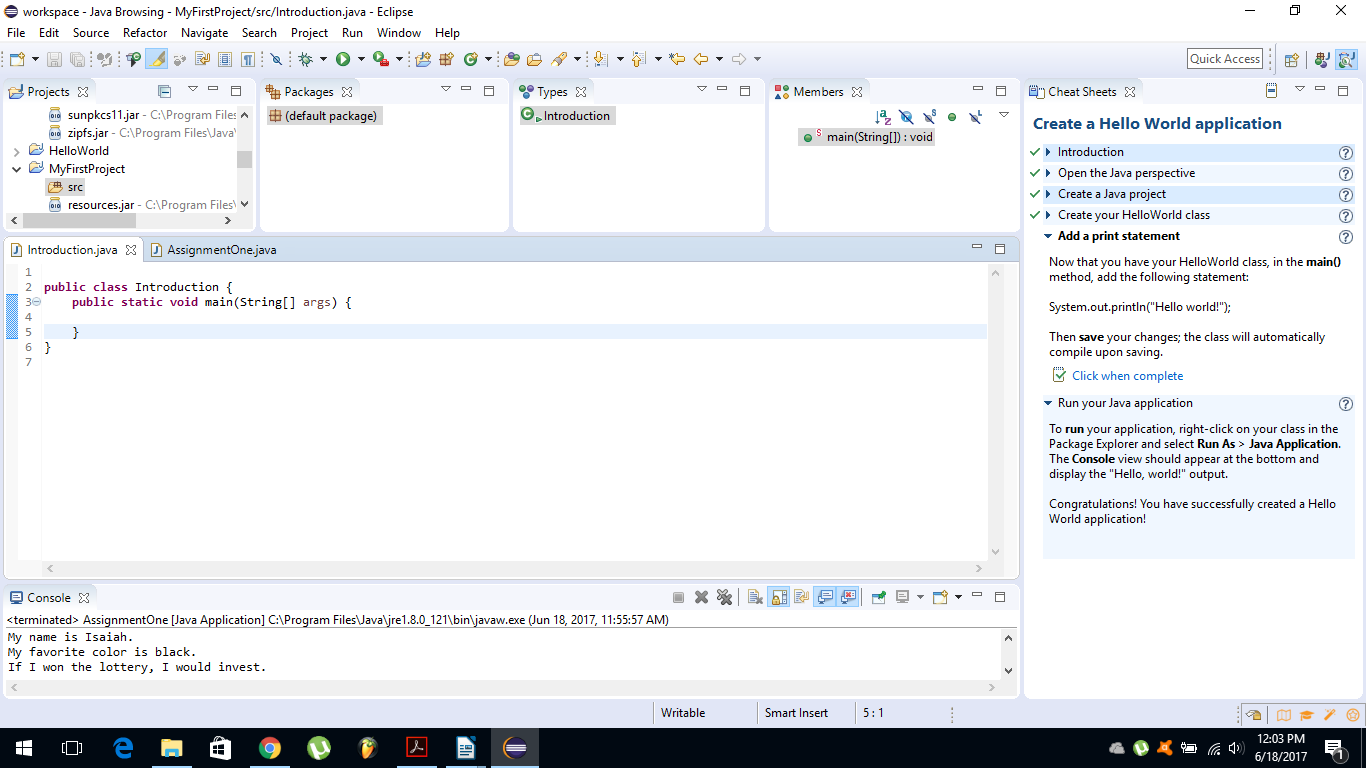 workspace - Java Browsing - MyFirstProject/src/Introduction.java - Eclipse
File Edit Source Refactor Navigate Search Project Run Window Help
Quick Access
Projects
sunpkcs11.jar - C:\Program Files
zipfs.jar - C:\Program Files\Java\
HelloWorld
MyFirstProject
src
resources.jar - C:\Program Files\
Packages
(default package)
Types
Introduction
Members
main(String[]) : void
Introduction.java AssignmentOne.java
1
2 public class Introduction {
3 public static void main(String[] args) {
4
5 }
6 }
7
Console
<terminated> AssignmentOne [Java Application] C:\Program Files\Java\jre1.8.0_121\bin\javaw.exe (Jun 18, 2017, 11:55:57 AM)
My name is Isaiah.
My favorite color is black.
If I won the lottery, I would invest.
Cheat Sheets
Create a Hello World application
Introduction
Open the Java perspective
Create a Java project
Create your HelloWorld class
Add a print statement
Now that you have your HelloWorld class, in the main()
method, add the following statement:
System.out.println("Hello world!");
Then save your changes; the class will automatically
compile upon saving.
Click when complete
Run your Java application
To run your application, right-click on your class in the
Package Explorer and select Run As > Java Application.
The Console view should appear at the bottom and
display the "Hello, world!" output.
Congratulations! You have successfully created a Hello
World application!
Writable Smart Insert 5 : 1
12:03 PM
6/18/2017
1